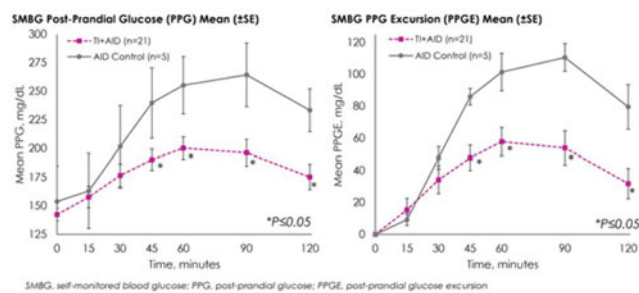 SMBG Post-Prandial Glucose (PPG) Mean (±SE)
TI+AID (n=21)
AID Control (n=5)
Mean PPG, mg/dL
300
275
250
225
200
175
150
125
*
*
*
*
*P≤0.05
0 15 30 45 60 90 120
Time, minutes
SMBG PPG Excursion (PPGE) Mean (±SE)
TI+AID (n=21)
AID Control (n=5)
Mean PPGE, mg/dL
120
100
80
60
40
20
0
*
*
*
*
*P≤0.05
0 15 30 45 60 90 120
Time, minutes
SMBG, self-monitored blood glucose; PPG, post-prandial glucose; PPGE, post-prandial glucose excursion